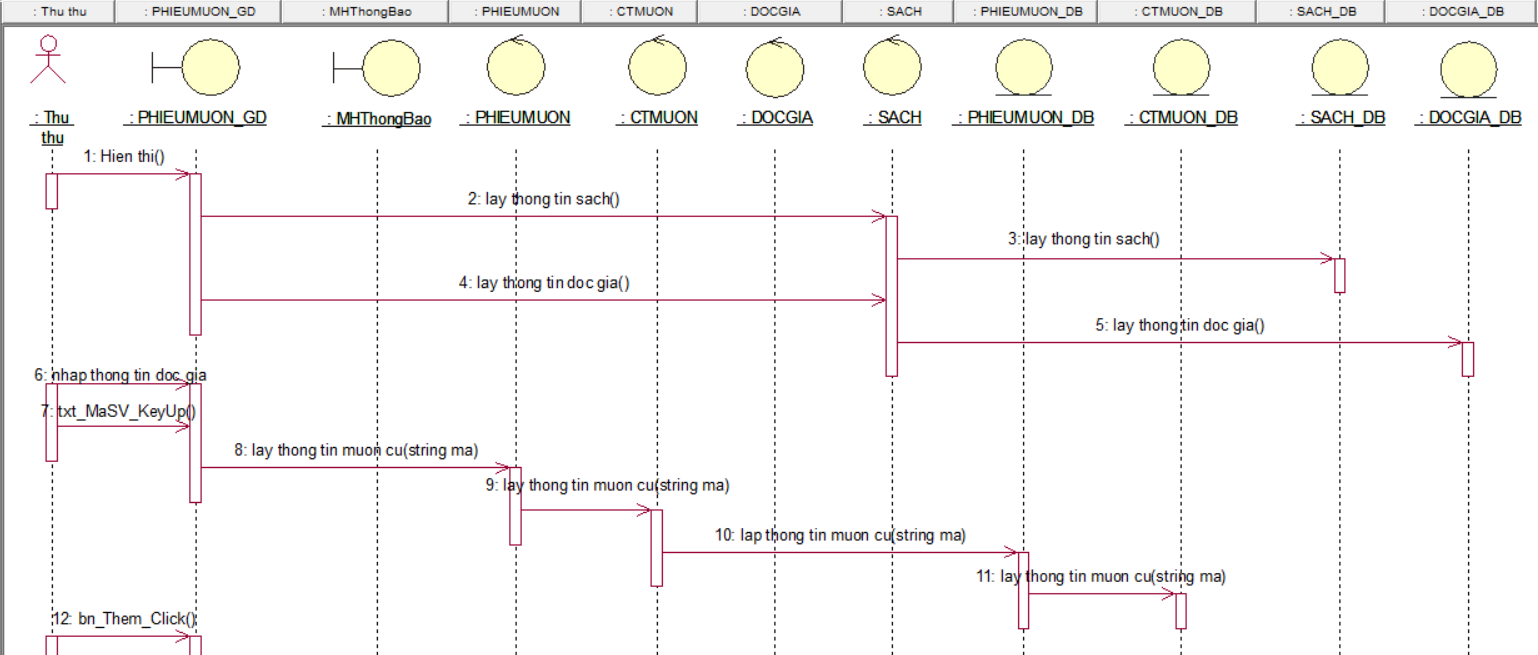 : Thu thu : PHIEUMUON_GD : MHThongBao : PHIEUMUON : CTMUON : DOCGIA : SACH : PHIEUMUON_DB : CTMUON_DB : SACH_DB : DOCGIA_DB
: Thu : PHIEUMUON_GD : MHThongBao : PHIEUMUON : CTMUON : DOCGIA : SACH : PHIEUMUON_DB : CTMUON_DB : SACH_DB : DOCGIA_DB
thu
1: Hien thi()
2: lay thong tin sach()
3: lay thong tin sach()
4: lay thong tin doc gia()
5: lay thong tin doc gia()
6: nhap thong tin doc gia
7: txt_MaSV_KeyUp()
8: lay thong tin muon cu(string ma)
9: lay thong tin muon cu(string ma)
10: lap thong tin muon cu(string ma)
11: lay thong tin muon cu(string ma)
12: bn_Them_Click()